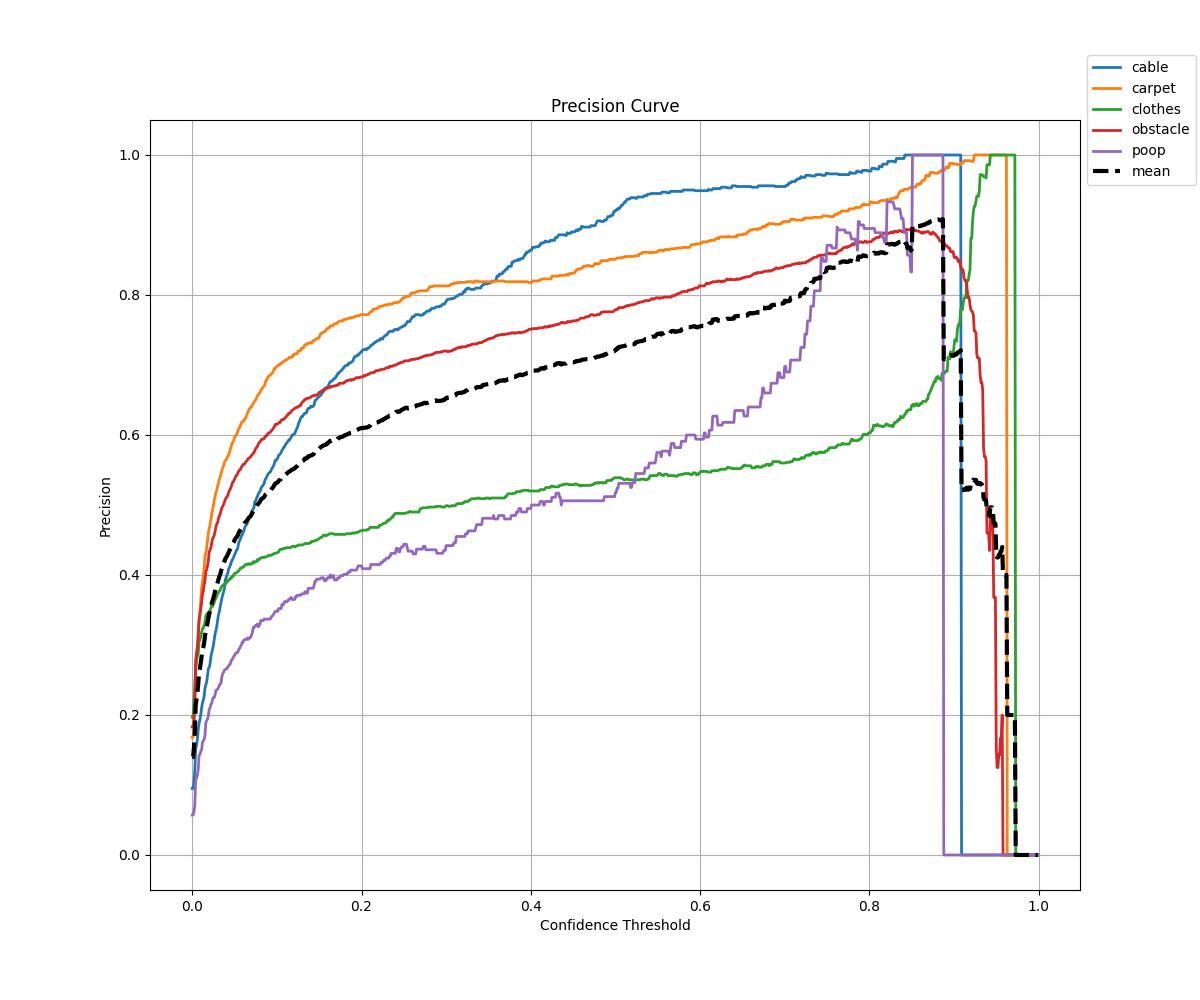 Precision Curve
cable
carpet
clothes
obstacle
poop
mean
Precision
1.0
0.8
0.6
0.4
0.2
0.0
0.0 0.2 0.4 0.6 0.8 1.0
Confidence Threshold